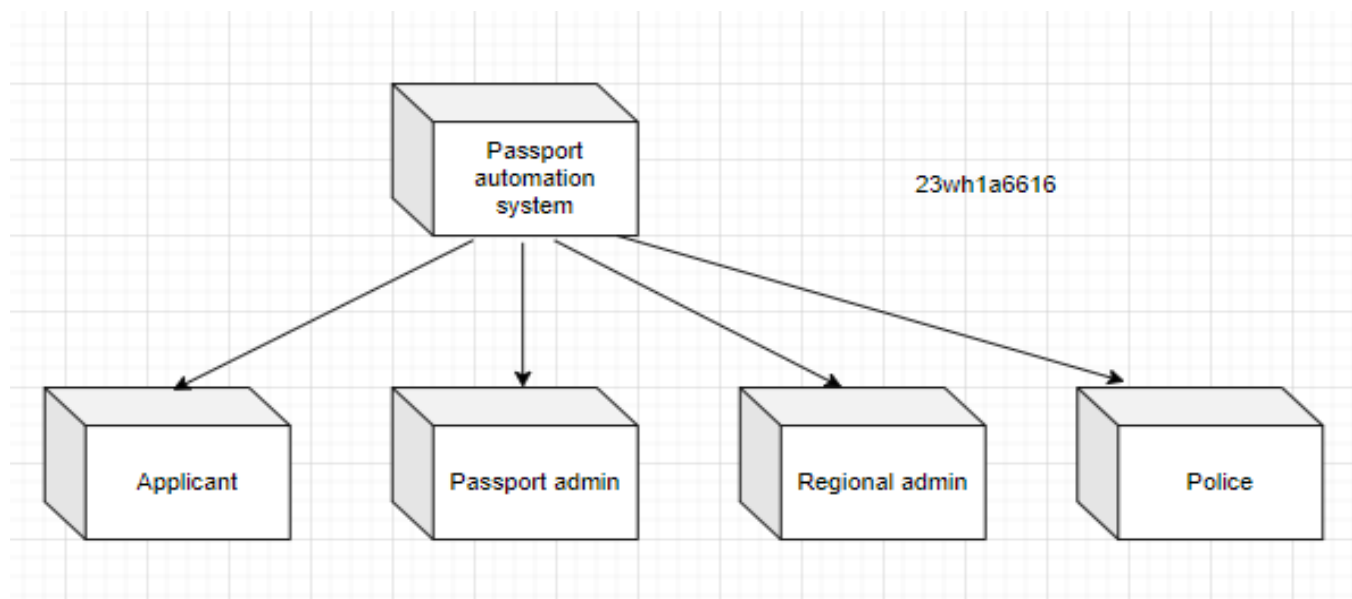 Passport
automation
system
23wh1a6616
Applicant
Passport admin
Regional admin
Police